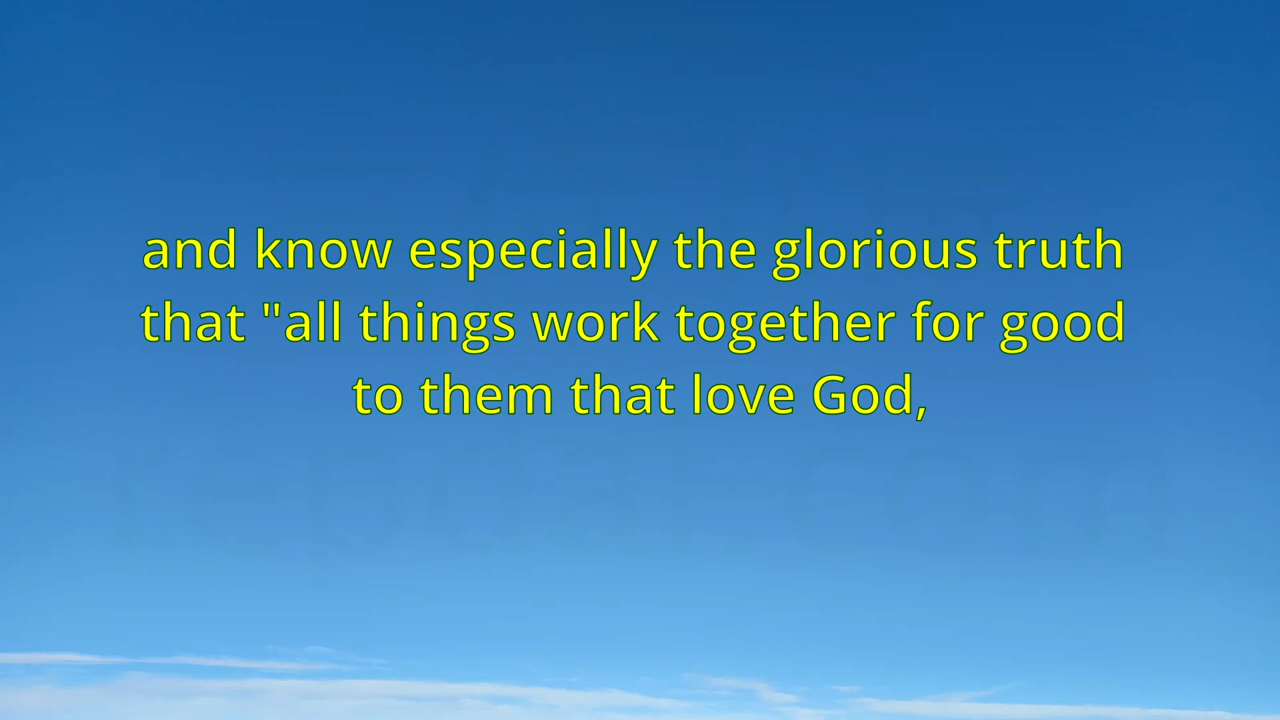 and know especially the glorious truth
that "all things work together for good
to them that love God,